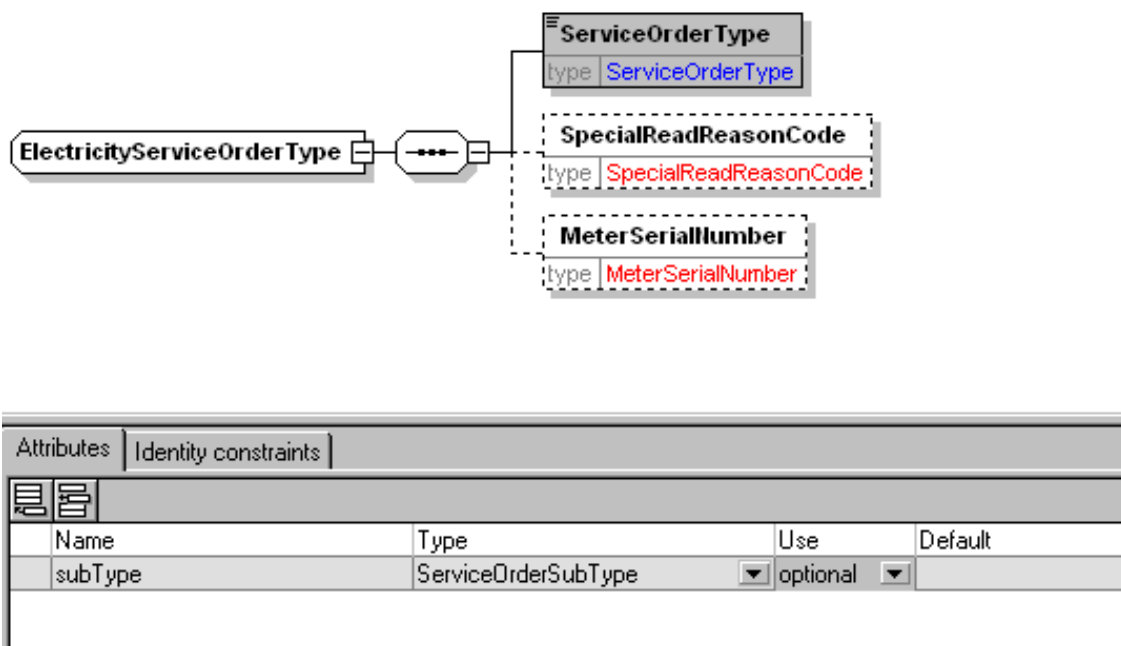 ServiceOrderType
type ServiceOrderType
SpecialReadReasonCode
ElectricityServiceOrderType
type SpecialReadReasonCode
MeterSerialNumber
type MeterSerialNumber
Attributes Identity constraints
Name Type Use Default
subType ServiceOrderSubType optional